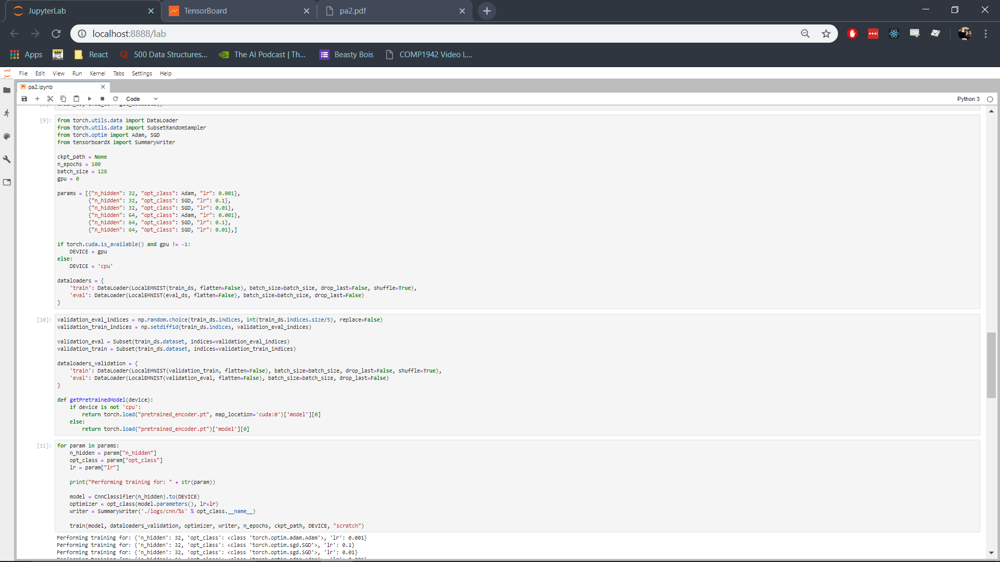 JupyterLab
TensorBoard
pa2.pdf
localhost:8888/lab
Apps
React
500 Data Structures...
The AI Podcast | Th...
Beasty Bois
COMP1942 Video L...
File Edit View Run Kernel Tabs Settings Help
pa2.ipynb
Code
Python 3
[9]:
from torch.utils.data import DataLoader
from torch.utils.data import SubsetRandomSampler
from torch.optim import Adam, SGD
from tensorboardX import SummaryWriter
ckpt_path = None
n_epochs = 100
batch_size = 128
gpu = 0
params = [{"n_hidden": 32, "opt_class": Adam, "lr": 0.001},
{"n_hidden": 32, "opt_class": SGD, "lr": 0.1},
{"n_hidden": 32, "opt_class": SGD, "lr": 0.01},
{"n_hidden": 64, "opt_class": Adam, "lr": 0.001},
{"n_hidden": 64, "opt_class": SGD, "lr": 0.1},
{"n_hidden": 64, "opt_class": SGD, "lr": 0.01},]
if torch.cuda.is_available() and gpu != -1:
DEVICE = gpu
else:
DEVICE = 'cpu'
dataloaders = {
'train': DataLoader(LocalEMNIST(train_ds, flatten=False), batch_size=batch_size, drop_last=False, shuffle=True),
'eval': DataLoader(LocalEMNIST(eval_ds, flatten=False), batch_size=batch_size, drop_last=False)
}
[10]:
validation_eval_indices = np.random.choice(train_ds.indices, int(train_ds.indices.size/5), replace=False)
validation_train_indices = np.setdiff1d(train_ds.indices, validation_eval_indices)
validation_eval = Subset(train_ds.dataset, indices=validation_eval_indices)
validation_train = Subset(train_ds.dataset, indices=validation_train_indices)
dataloaders_validation = {
'train': DataLoader(LocalEMNIST(validation_train, flatten=False), batch_size=batch_size, drop_last=False, shuffle=True),
'eval': DataLoader(LocalEMNIST(validation_eval, flatten=False), batch_size=batch_size, drop_last=False)
}
def getPretrainedModel(device):
if device is not 'cpu':
return torch.load("pretrained_encoder.pt", map_location='cuda:0')['model'][0]
else:
return torch.load("pretrained_encoder.pt")['model'][0]
[11]:
for param in params:
n_hidden = param["n_hidden"]
opt_class = param["opt_class"]
lr = param["lr"]
print("Performing training for: " + str(param))
model = CnnClassifier(n_hidden).to(DEVICE)
optimizer = opt_class(model.parameters(), lr=lr)
writer = SummaryWriter('./logs/cnn/%s' % opt_class.__name__)
train(model, dataloaders_validation, optimizer, writer, n_epochs, ckpt_path, DEVICE, "scratch")
Performing training for: {'n_hidden': 32, 'opt_class': <class 'torch.optim.adam.Adam'>, 'lr': 0.001}
Performing training for: {'n_hidden': 32, 'opt_class': <class 'torch.optim.sgd.SGD'>, 'lr': 0.1}
Performing training for: {'n_hidden': 32, 'opt_class': <class 'torch.optim.sgd.SGD'>, 'lr': 0.01}